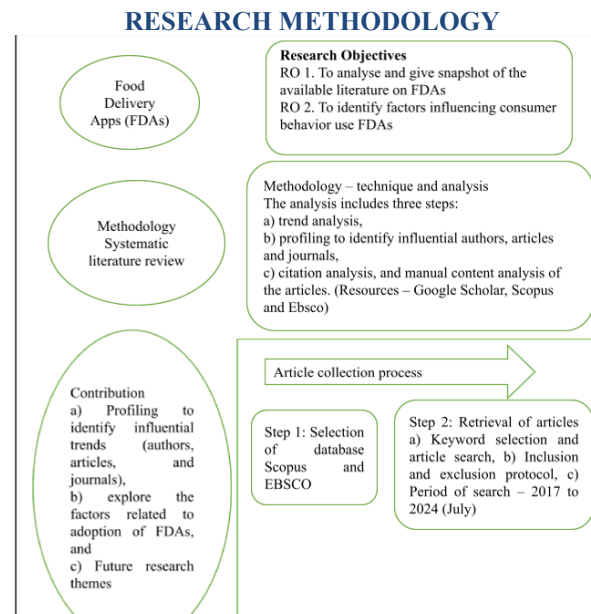 RESEARCH METHODOLOGY
Food
Delivery
Apps (FDAs)
Research Objectives
RO 1. To analyse and give snapshot of the
available literature on FDAs
RO 2. To identify factors influencing consumer
behavior use FDAs
Methodology
Systematic
literature review
Methodology – technique and analysis
The analysis includes three steps:
a) trend analysis,
b) profiling to identify influential authors, articles
and journals,
c) citation analysis, and manual content analysis of
the articles. (Resources – Google Scholar, Scopus
and Ebsco)
Contribution
a) Profiling to
identify influential
trends (authors,
articles, and
journals),
b) explore the
factors related to
adoption of FDAs,
and
c) Future research
themes
Article collection process
Step 1: Selection
of database
Scopus and
EBSCO
Step 2: Retrieval of articles
a) Keyword selection and
article search, b) Inclusion
and exclusion protocol, c)
Period of search – 2017 to
2024 (July)